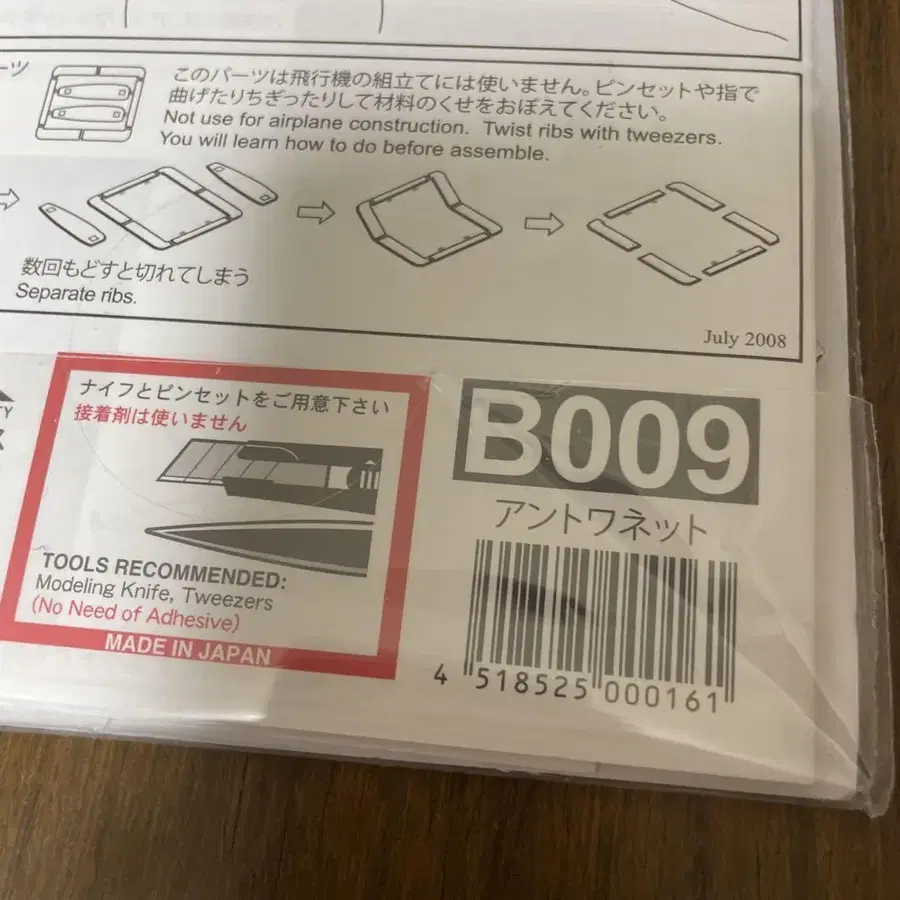 ーツ
このパーツは飛行機の組立てには使いません。ピンセットや指で
曲げたりちぎったりして材料のくせをおぼえてください。
Not use for airplane construction. Twist ribs with tweezers.
You will learn how to do before assemble.
数回もどすと切れてしまう
Separate ribs.
July 2008
TY
ナイフとピンセットをご用意下さい
接着剤は使いません
TOOLS RECOMMENDED:
Modeling Knife, Tweezers
(No Need of Adhesive)
MADE IN JAPAN
B009
アントワネット
4 518525 000161